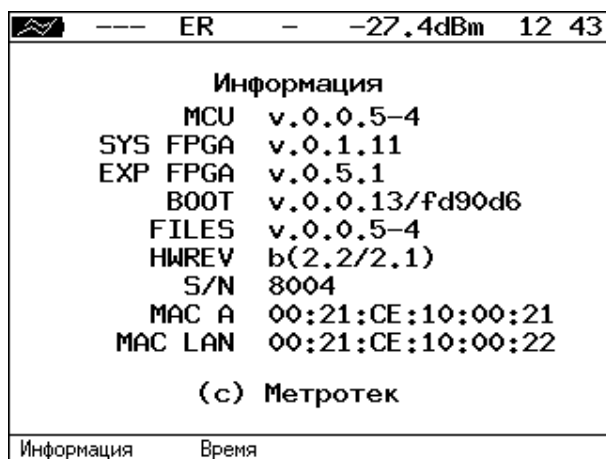 --- ER - -27.4dBm 12 43
Информация
MCU v.0.0.5-4
SYS FPGA v.0.1.11
EXP FPGA v.0.5.1
BOOT v.0.0.13/fd90d6
FILES v.0.0.5-4
HWREV b(2.2/2.1)
S/N 8004
MAC A 00:21:CE:10:00:21
MAC LAN 00:21:CE:10:00:22
(c) Метротек
Информация Время